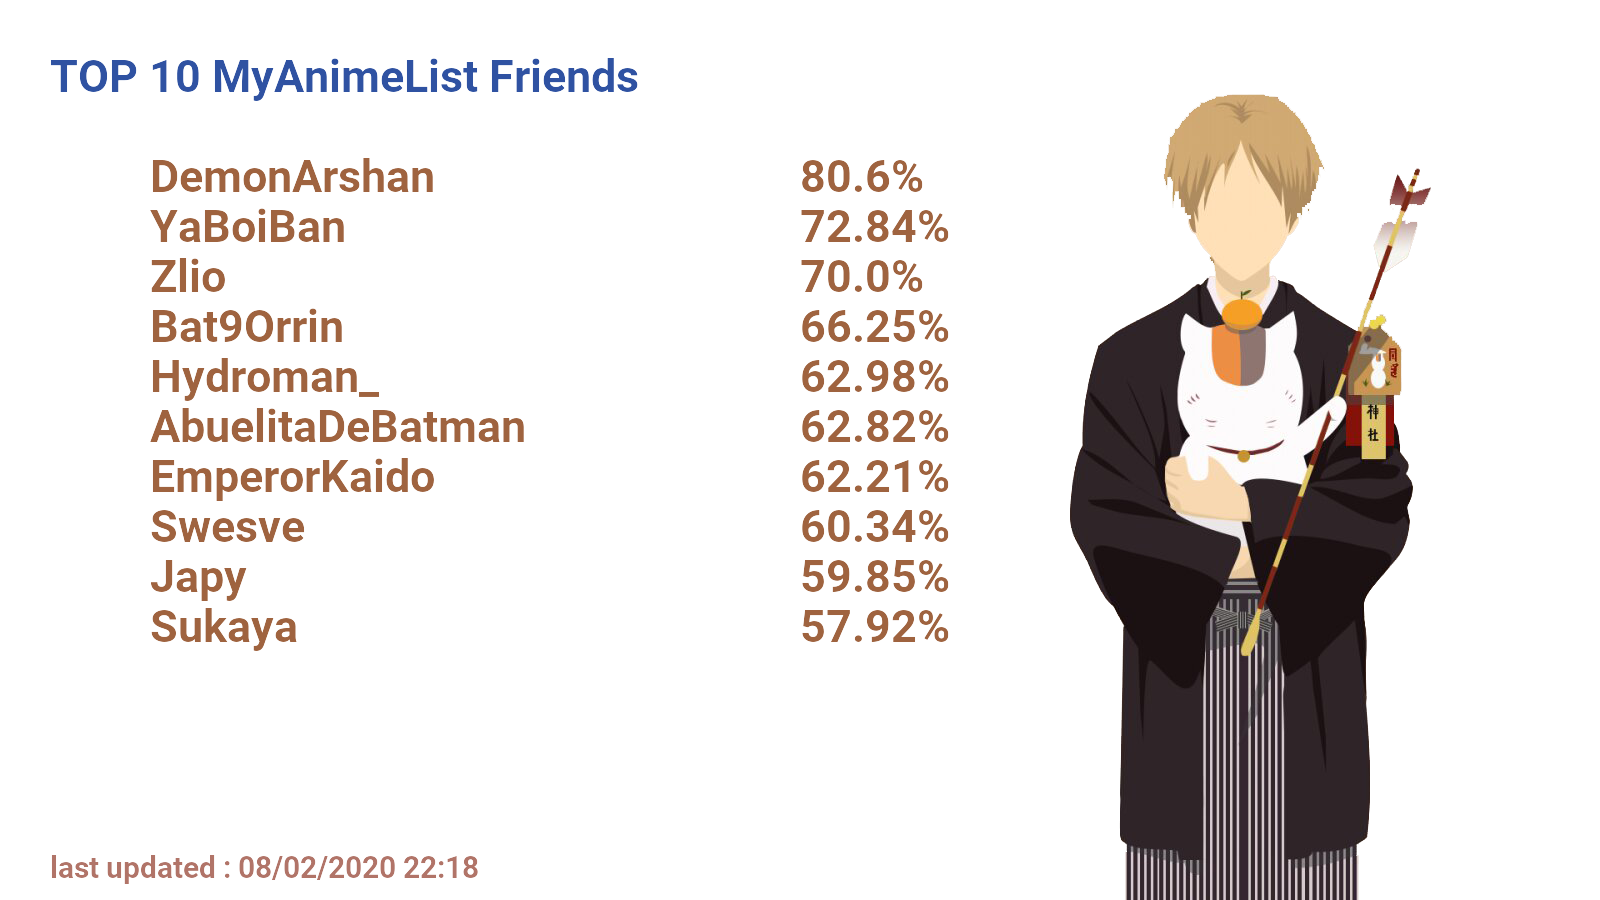 TOP 10 MyAnimeList Friends
DemonArshan 80.6%
YaBoiBan 72.84%
Zlio 70.0%
Bat9Orrin 66.25%
Hydroman_ 62.98%
AbuelitaDeBatman 62.82%
EmperorKaido 62.21%
Swesve 60.34%
Japy 59.85%
Sukaya 57.92%
神社
last updated : 08/02/2020 22:18